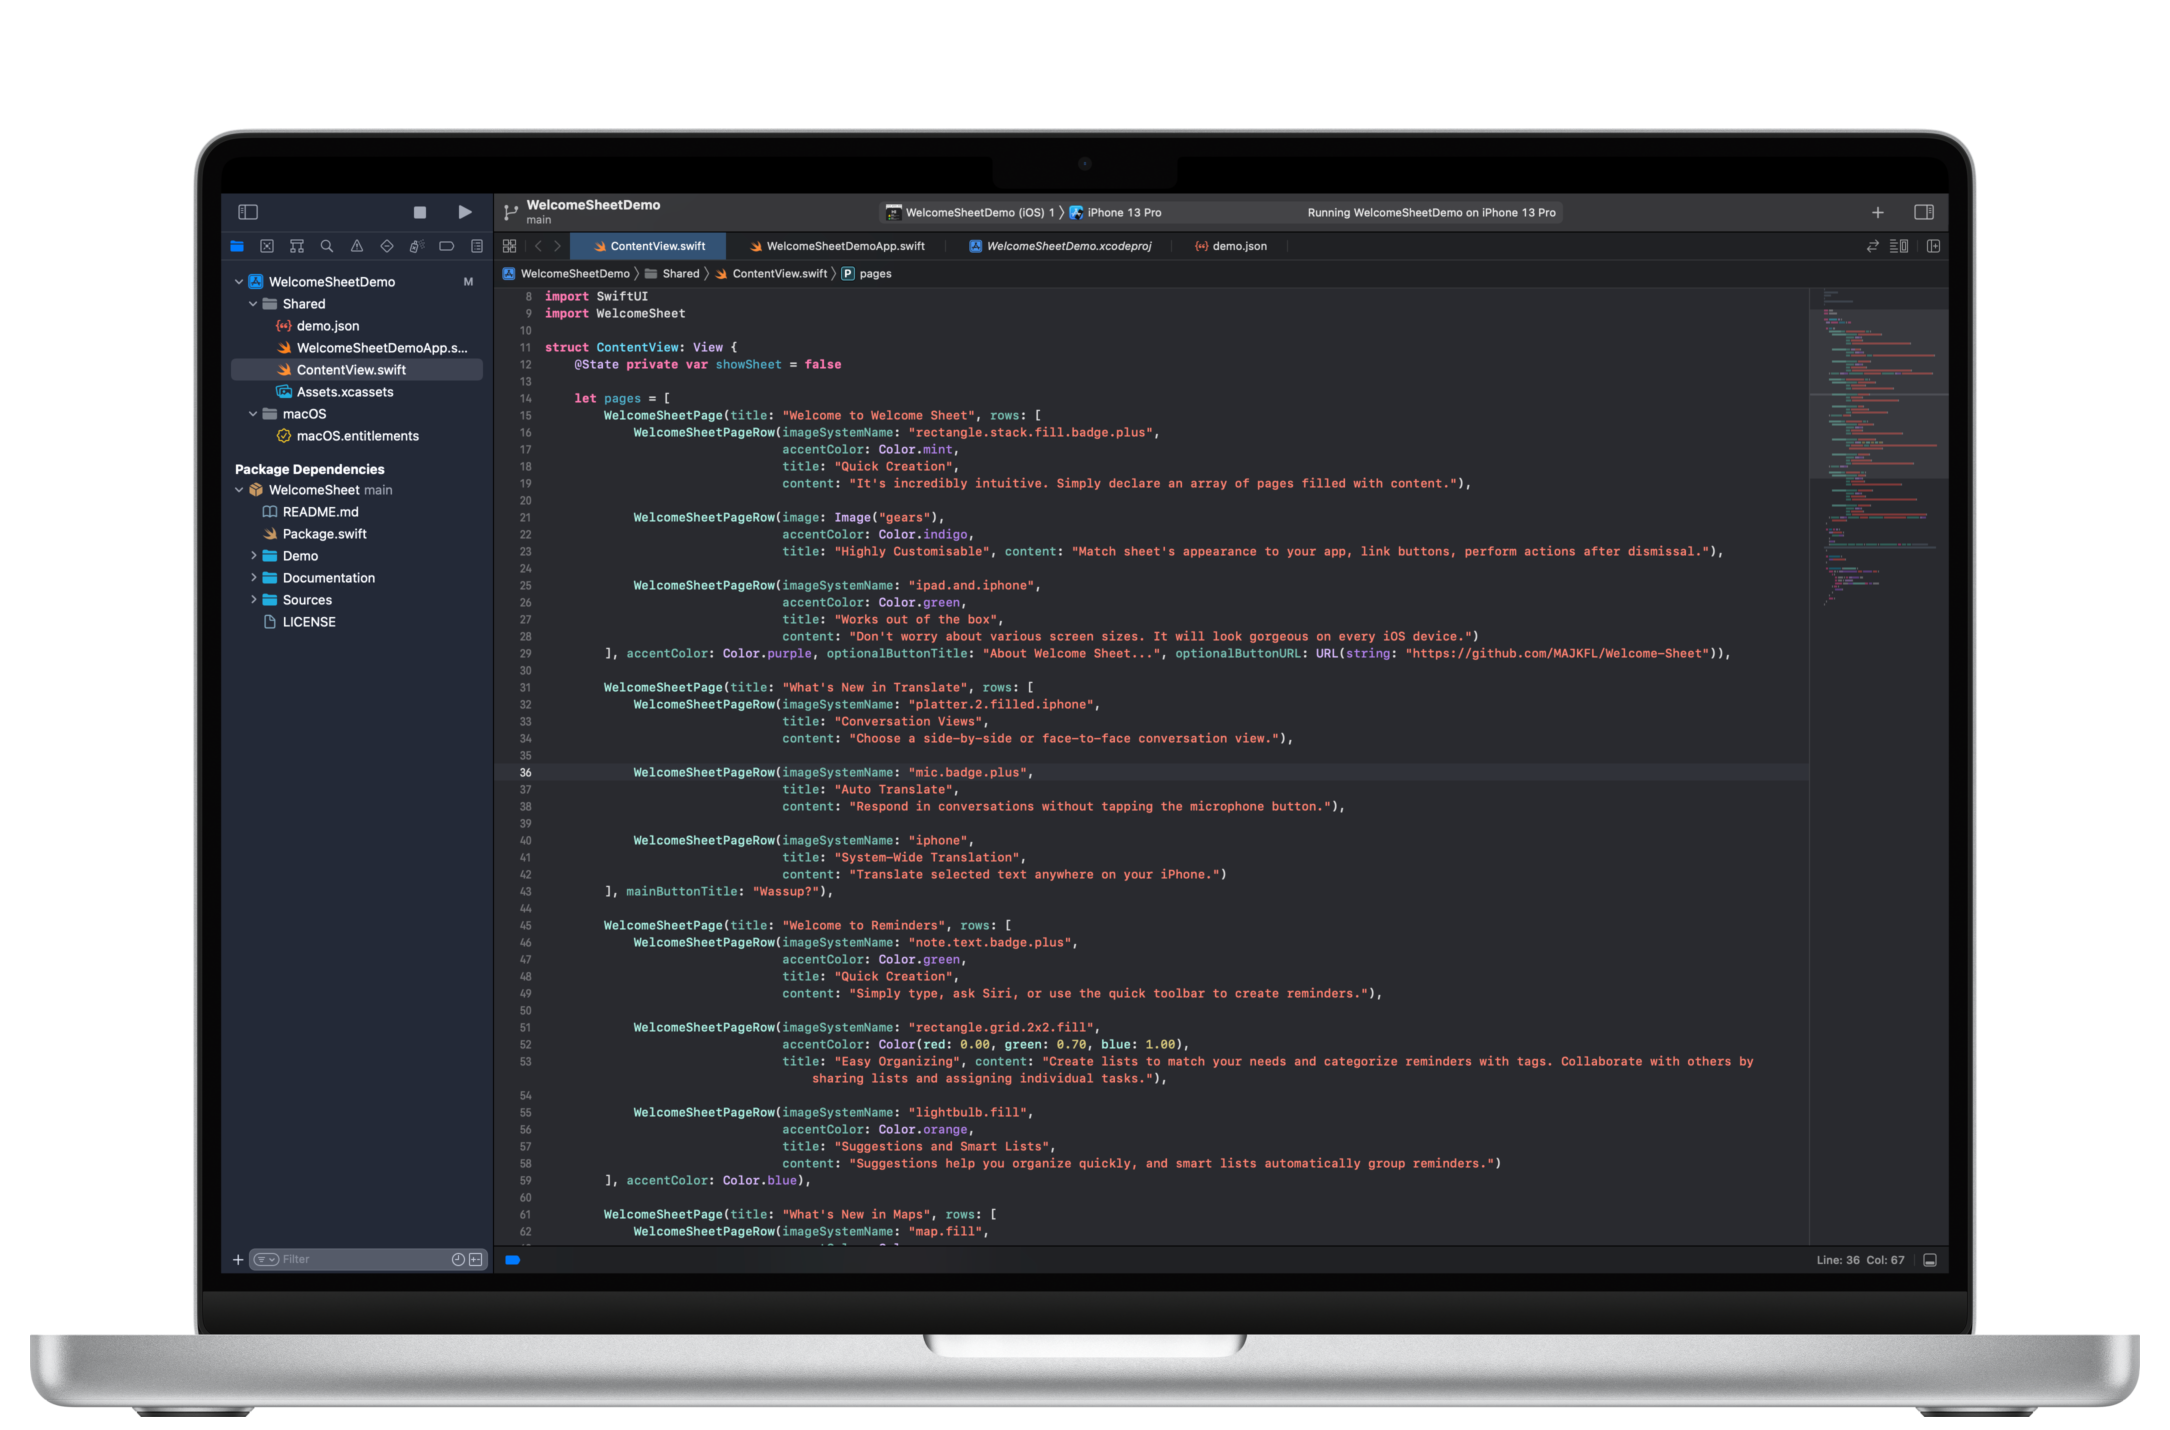 WelcomeSheetDemo
main
WelcomeSheetDemo (iOS) 1 〉 iPhone 13 Pro
Running WelcomeSheetDemo on iPhone 13 Pro
ContentView.swift
WelcomeSheetDemoApp.swift
WelcomeSheetDemo.xcodeproj
demo.json
WelcomeSheetDemo 〉 Shared 〉 ContentView.swift 〉 P pages
WelcomeSheetDemo M
Shared
demo.json
WelcomeSheetDemoApp.s...
ContentView.swift
Assets.xcassets
macOS
macOS.entitlements
Package Dependencies
WelcomeSheet main
README.md
Package.swift
Demo
Documentation
Sources
LICENSE
Filter
8 import SwiftUI
9 import WelcomeSheet
10
11 struct ContentView: View {
12 @State private var showSheet = false
13
14 let pages = [
15 WelcomeSheetPage(title: "Welcome to Welcome Sheet", rows: [
16 WelcomeSheetPageRow(imageSystemName: "rectangle.stack.fill.badge.plus",
17 accentColor: Color.mint,
18 title: "Quick Creation",
19 content: "It's incredibly intuitive. Simply declare an array of pages filled with content."),
20
21 WelcomeSheetPageRow(image: Image("gears"),
22 accentColor: Color.indigo,
23 title: "Highly Customisable", content: "Match sheet's appearance to your app, link buttons, perform actions after dismissal."),
24
25 WelcomeSheetPageRow(imageSystemName: "ipad.and.iphone",
26 accentColor: Color.green,
27 title: "Works out of the box",
28 content: "Don't worry about various screen sizes. It will look gorgeous on every iOS device.")
29 ], accentColor: Color.purple, optionalButtonTitle: "About Welcome Sheet...", optionalButtonURL: URL(string: "https://github.com/MAJKFL/Welcome-Sheet")),
30
31 WelcomeSheetPage(title: "What's New in Translate", rows: [
32 WelcomeSheetPageRow(imageSystemName: "platter.2.filled.iphone",
33 title: "Conversation Views",
34 content: "Choose a side-by-side or face-to-face conversation view."),
35
36 WelcomeSheetPageRow(imageSystemName: "mic.badge.plus",
37 title: "Auto Translate",
38 content: "Respond in conversations without tapping the microphone button."),
39
40 WelcomeSheetPageRow(imageSystemName: "iphone",
41 title: "System-Wide Translation",
42 content: "Translate selected text anywhere on your iPhone.")
43 ], mainButtonTitle: "Wassup?"),
44
45 WelcomeSheetPage(title: "Welcome to Reminders", rows: [
46 WelcomeSheetPageRow(imageSystemName: "note.text.badge.plus",
47 accentColor: Color.green,
48 title: "Quick Creation",
49 content: "Simply type, ask Siri, or use the quick toolbar to create reminders."),
50
51 WelcomeSheetPageRow(imageSystemName: "rectangle.grid.2x2.fill",
52 accentColor: Color(red: 0.00, green: 0.70, blue: 1.00),
53 title: "Easy Organizing", content: "Create lists to match your needs and categorize reminders with tags. Collaborate with others by
sharing lists and assigning individual tasks."),
54
55 WelcomeSheetPageRow(imageSystemName: "lightbulb.fill",
56 accentColor: Color.orange,
57 title: "Suggestions and Smart Lists",
58 content: "Suggestions help you organize quickly, and smart lists automatically group reminders.")
59 ], accentColor: Color.blue),
60
61 WelcomeSheetPage(title: "What's New in Maps", rows: [
62 WelcomeSheetPageRow(imageSystemName: "map.fill",
Line: 36 Col: 67